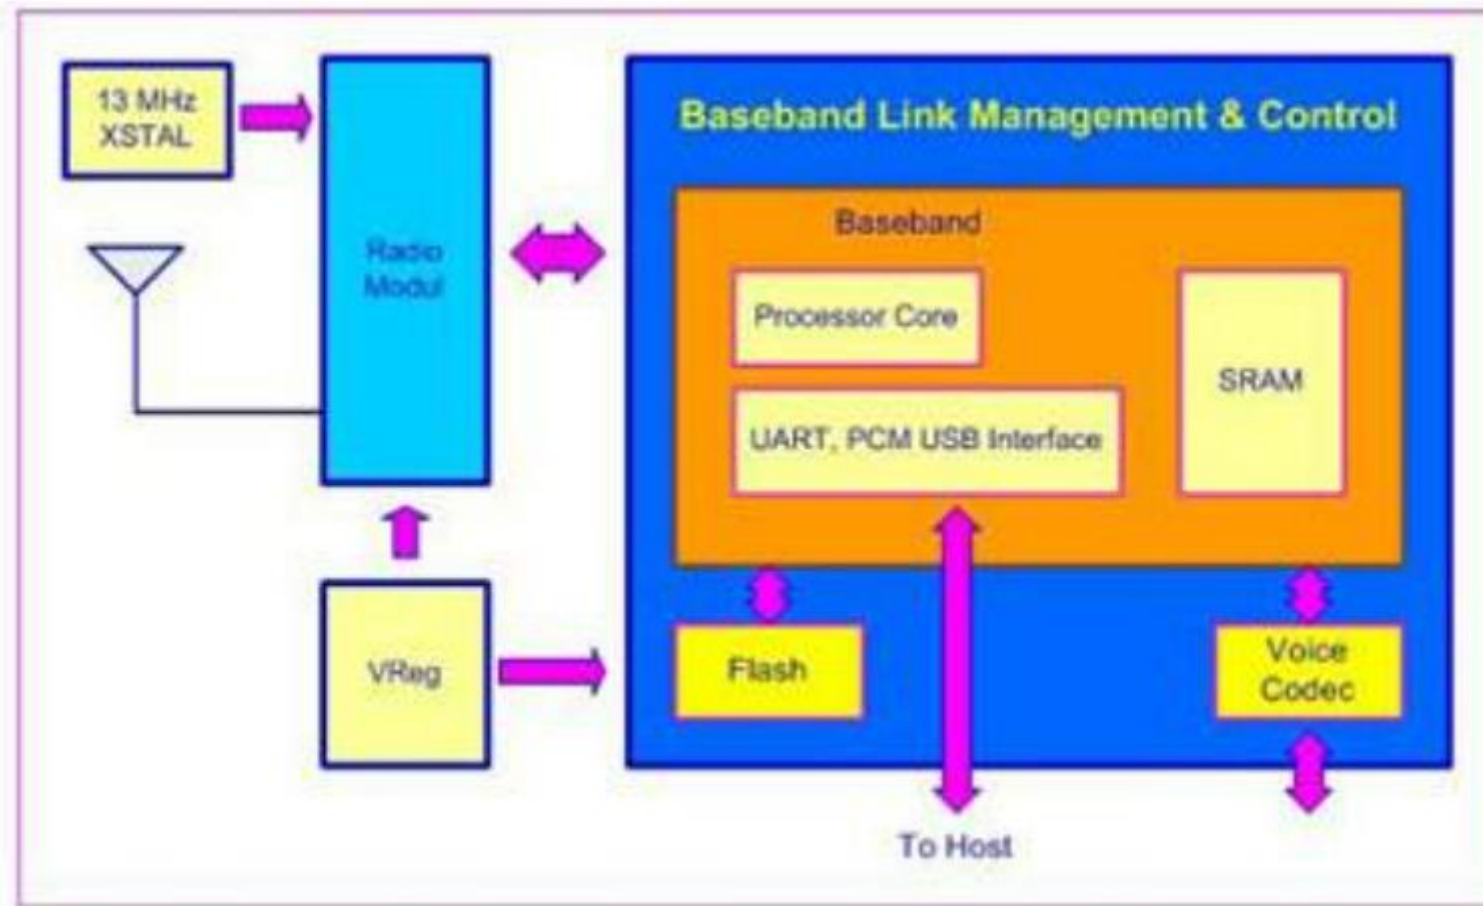 13 MHz
XSTAL
Radio
Modul
VReg
Baseband Link Management & Control
Baseband
Processor Core
UART, PCM USB Interface
SRAM
Flash
Voice
Codec
To Host